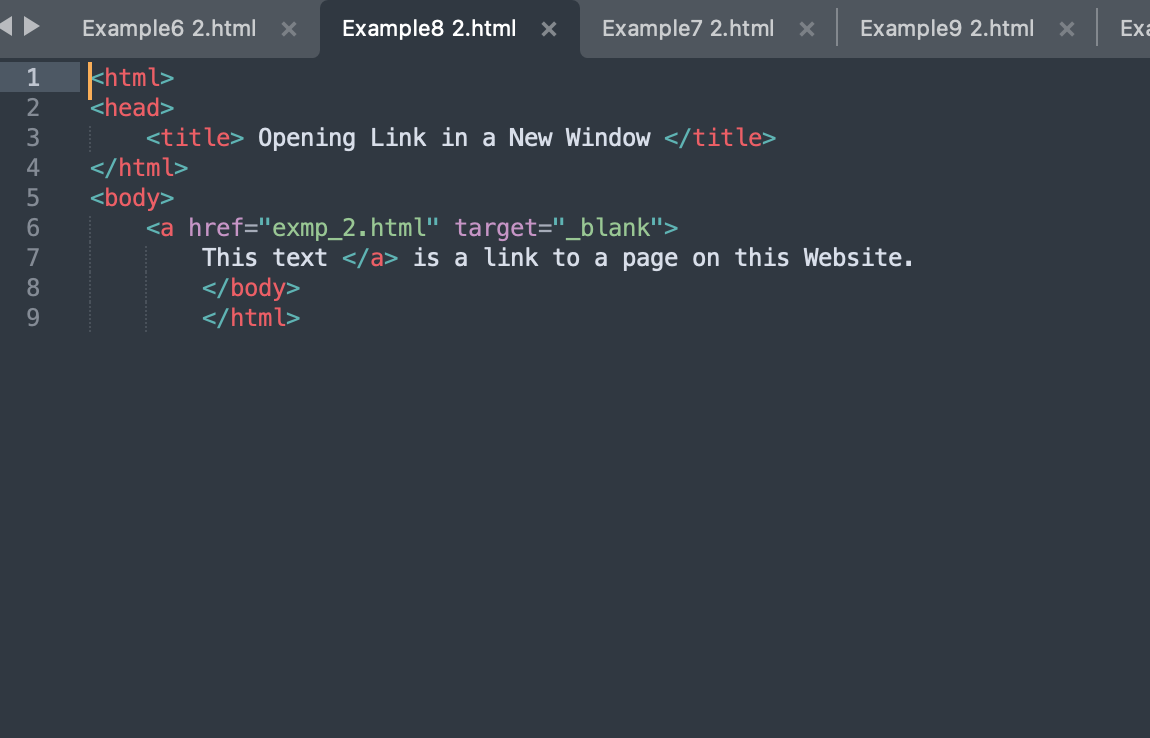 Example6 2.html × Example8 2.html × Example7 2.html × Example9 2.html × Exa
1 <html>
2 <head>
3 <title> Opening Link in a New Window </title>
4 </html>
5 <body>
6 <a href="exmp_2.html" target="_blank">
7 This text </a> is a link to a page on this Website.
8 </body>
9 </html>